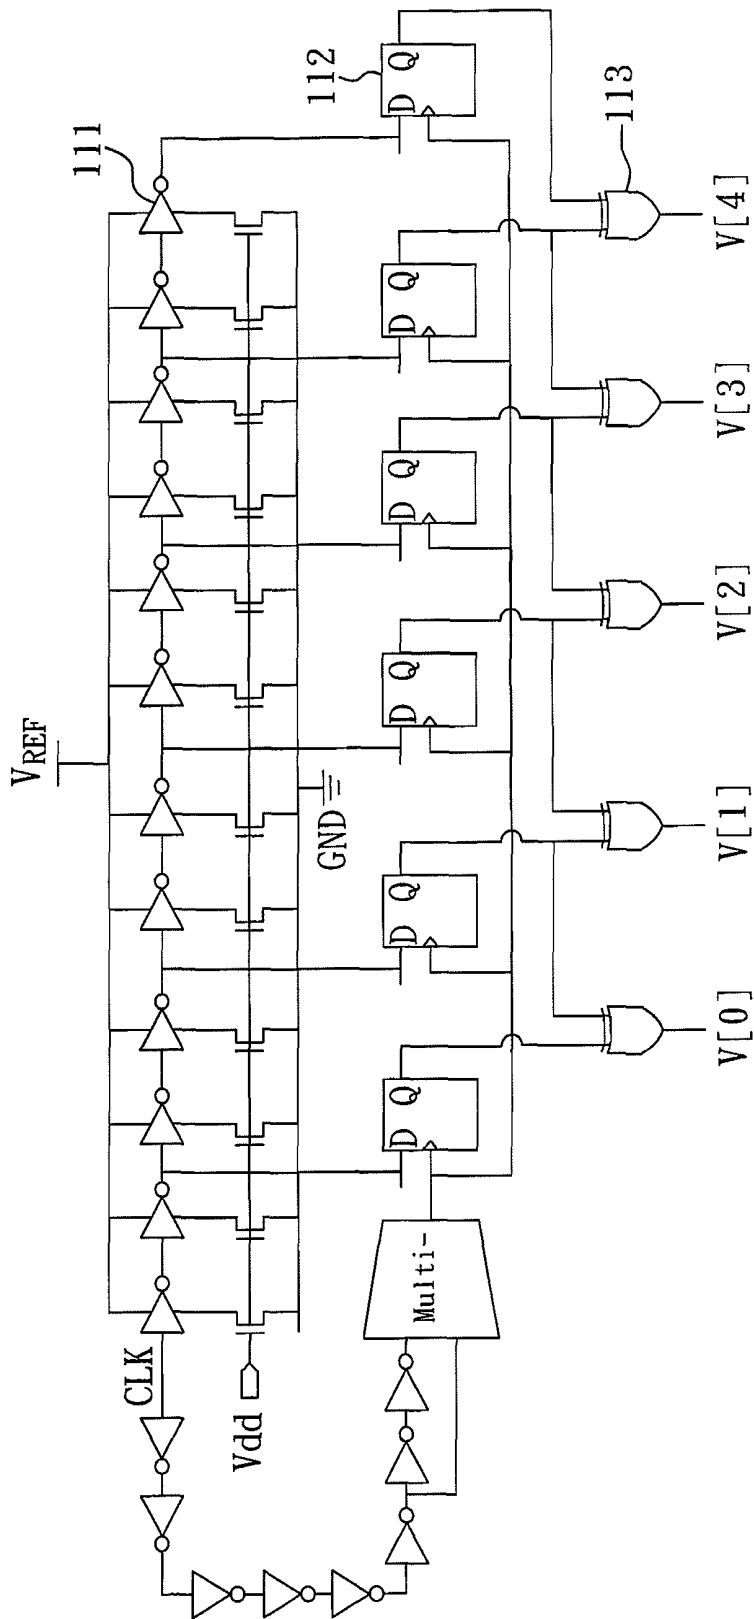 VREF
111
CLK
Vdd
GND
112
D Q
D Q
D Q
D Q
D Q
D Q
Multi-
113
V[0]
V[1]
V[2]
V[3]
V[4]